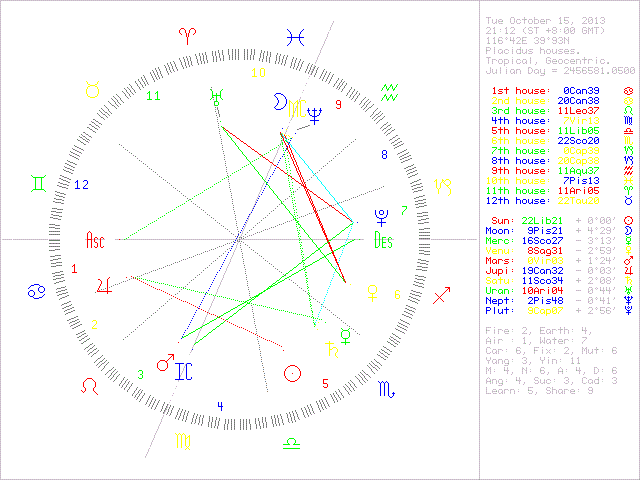 Tue October 15, 2013
21:12 (ST +8:00 GMT)
116°42E 39°93N
Placidus houses.
Tropical, Geocentric.
Julian Day = 2456581.0500
1st house: 0Can39
2nd house: 20Can38
3rd house: 11Leo37
4th house: 7Vir13
5th house: 11Lib05
6th house: 22Sco20
7th house: 0Cap39
8th house: 20Cap38
9th house: 11Aqu37
10th house: 7Pis13
11th house: 11Ari05
12th house: 22Tau20
Sun: 22Lib21 + 0°00'
Moon: 9Pis21 + 4°29'
Merc: 16Sco27 - 3°13'
Venu: 8Sag31 - 2°59'
Mars: + 1°24'
Jupi: 19Can32 - 0°03'
Satu: 11Sco34 + 2°08'
Uran: 10Ari04 - 0°44'
Nept: 2Pis48 - 0°41'
Plut: 9Cap07 + 2°56'
Fire: 2, Earth: 4,
Air : 1, Water: 7
Car: 6, Fix: 2, Mut: 6
Yang: 3, Yin: 11
M: 4, N: 6, A: 4, D: 6
Ang: 4, Suc: 3, Cad: 3
Learn: 5, Share: 9
10
11
MC
9
8
12
7
Asc
Des
1
6
2
3
IC
5
4